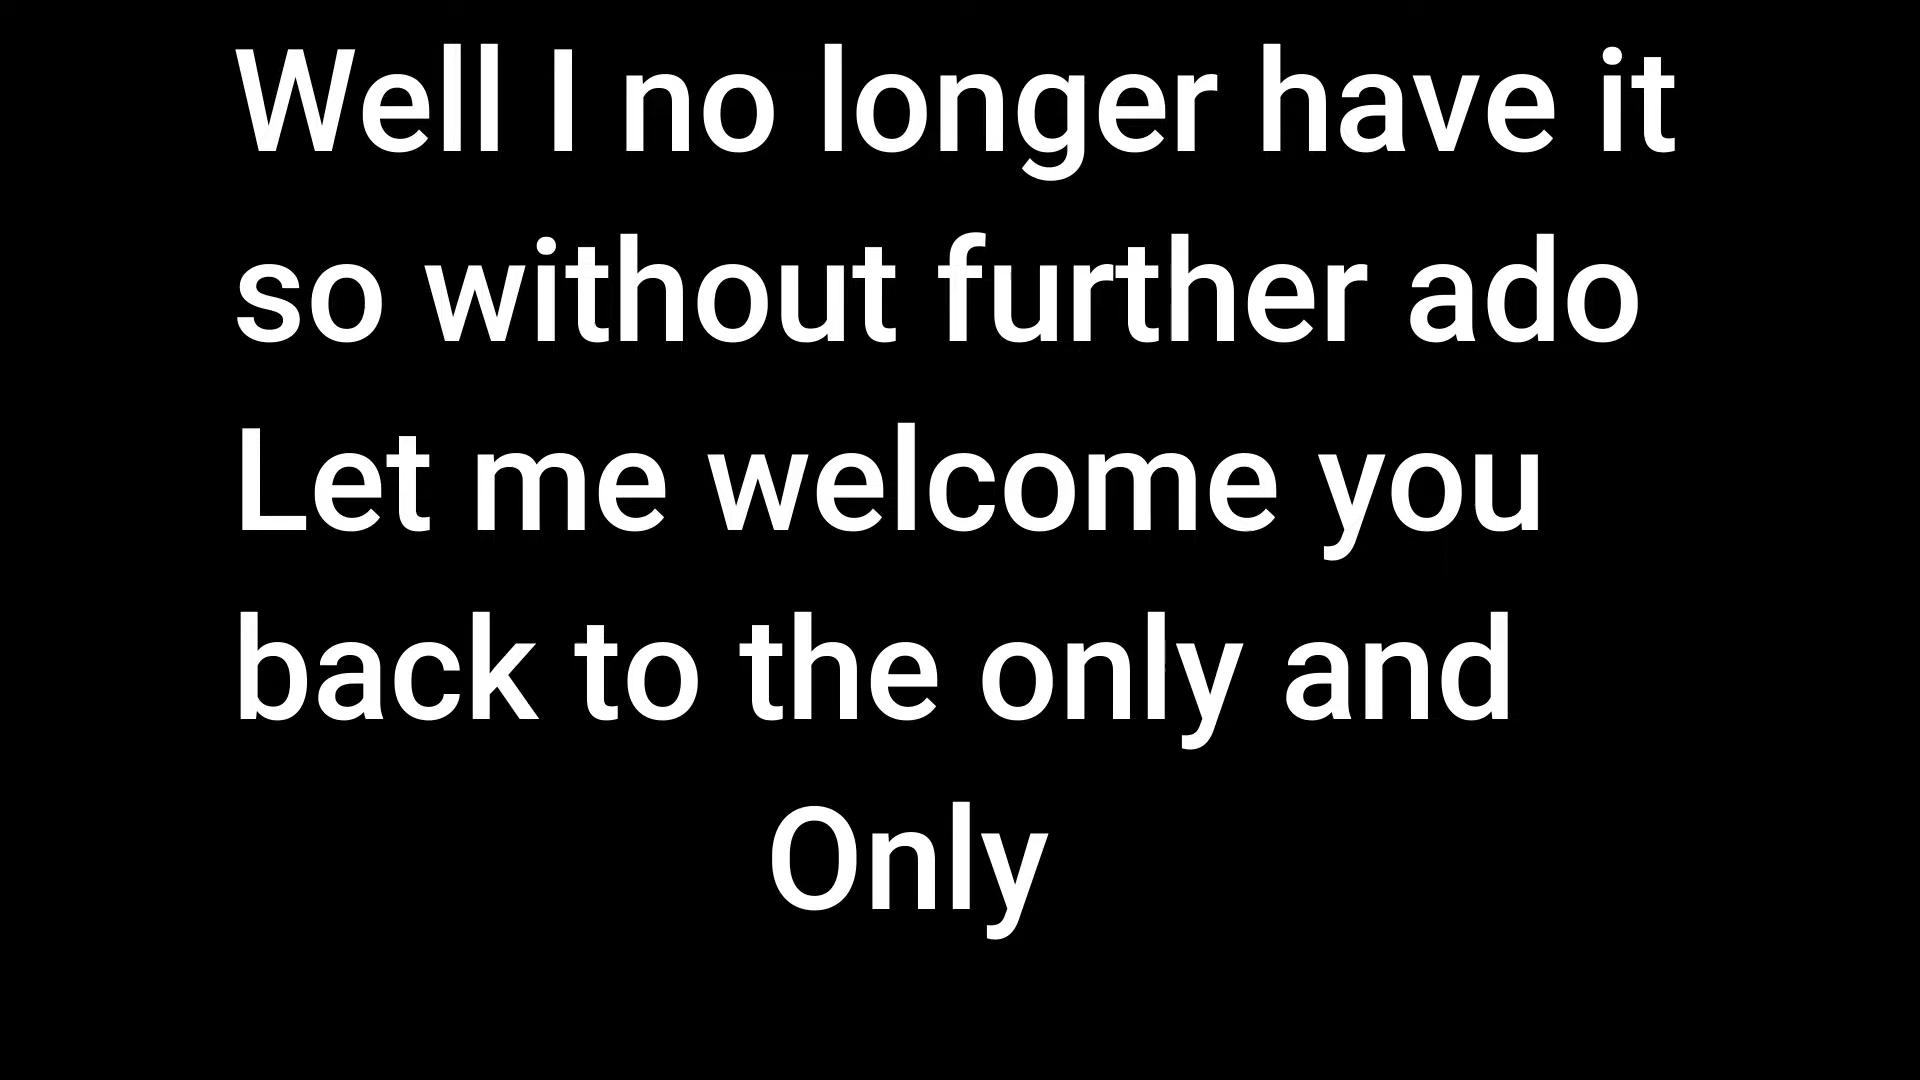 Well I no longer have it
so without further ado
Let me welcome you
back to the only and
Only